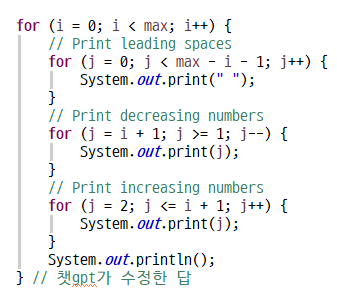 for (i = 0; i < max; i++) {
    // Print leading spaces
    for (j = 0; j < max - i - 1; j++) {
        System.out.print(" ");
    }
    // Print decreasing numbers
    for (j = i + 1; j >= 1; j--) {
        System.out.print(j);
    }
    // Print increasing numbers
    for (j = 2; j <= i + 1; j++) {
        System.out.print(j);
    }
    System.out.println();
} // 챗gpt가 수정한 답